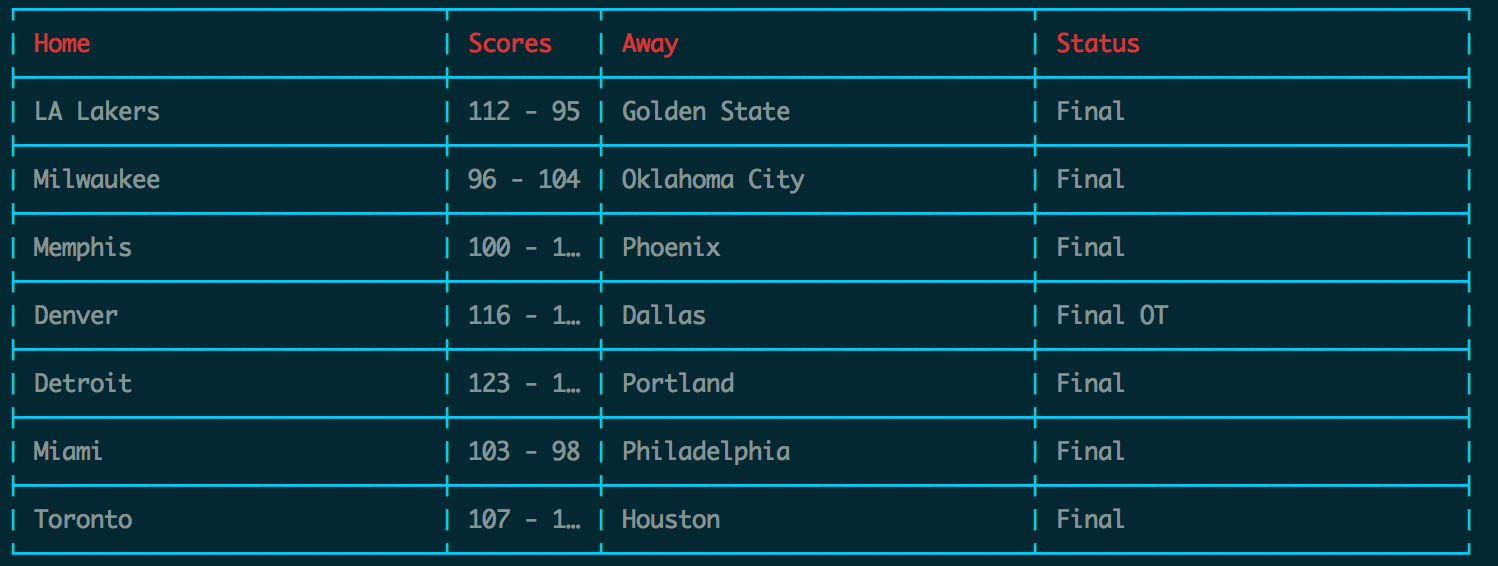 Home Scores Away Status
LA Lakers 112 - 95 Golden State Final
Milwaukee 96 - 104 Oklahoma City Final
Memphis 100 - 1… Phoenix Final
Denver 116 - 1… Dallas Final OT
Detroit 123 - 1… Portland Final
Miami 103 - 98 Philadelphia Final
Toronto 107 - 1… Houston Final